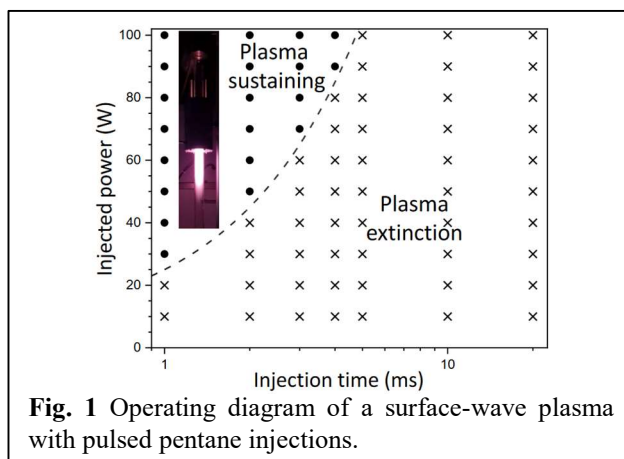 100
80
60
40
20
0
Injected power (W)
Plasma
sustaining
Plasma
extinction
1
10
Injection time (ms)
Fig. 1 Operating diagram of a surface-wave plasma
with pulsed pentane injections.